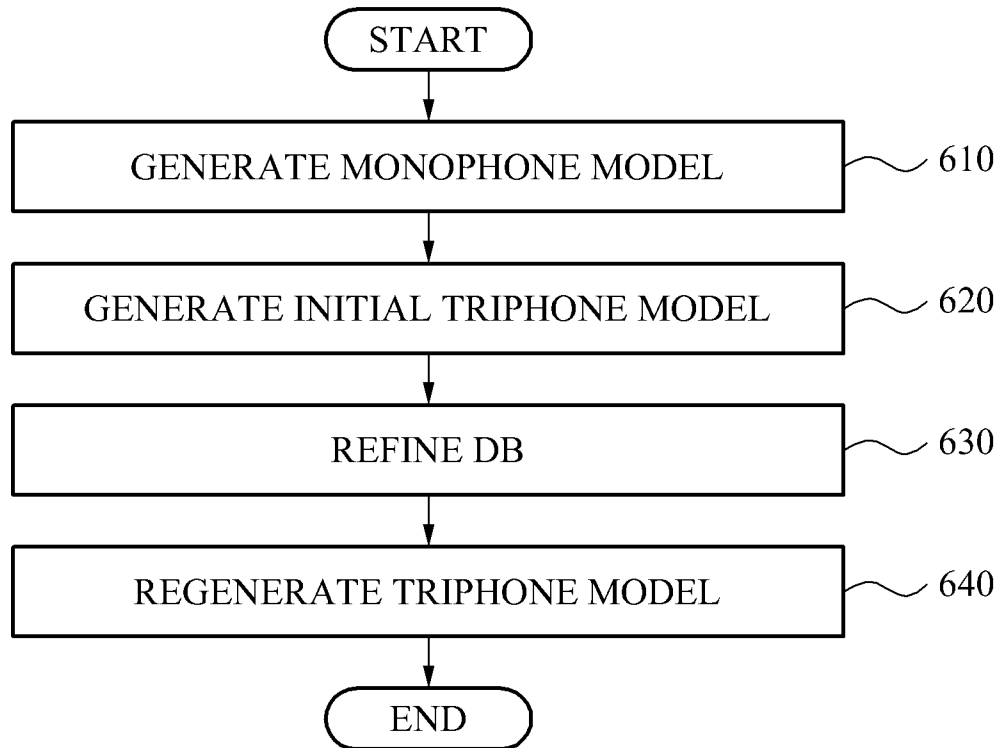 START
GENERATE MONOPHONE MODEL
610
GENERATE INITIAL TRIPHONE MODEL
620
REFINE DB
630
REGENERATE TRIPHONE MODEL
640
END